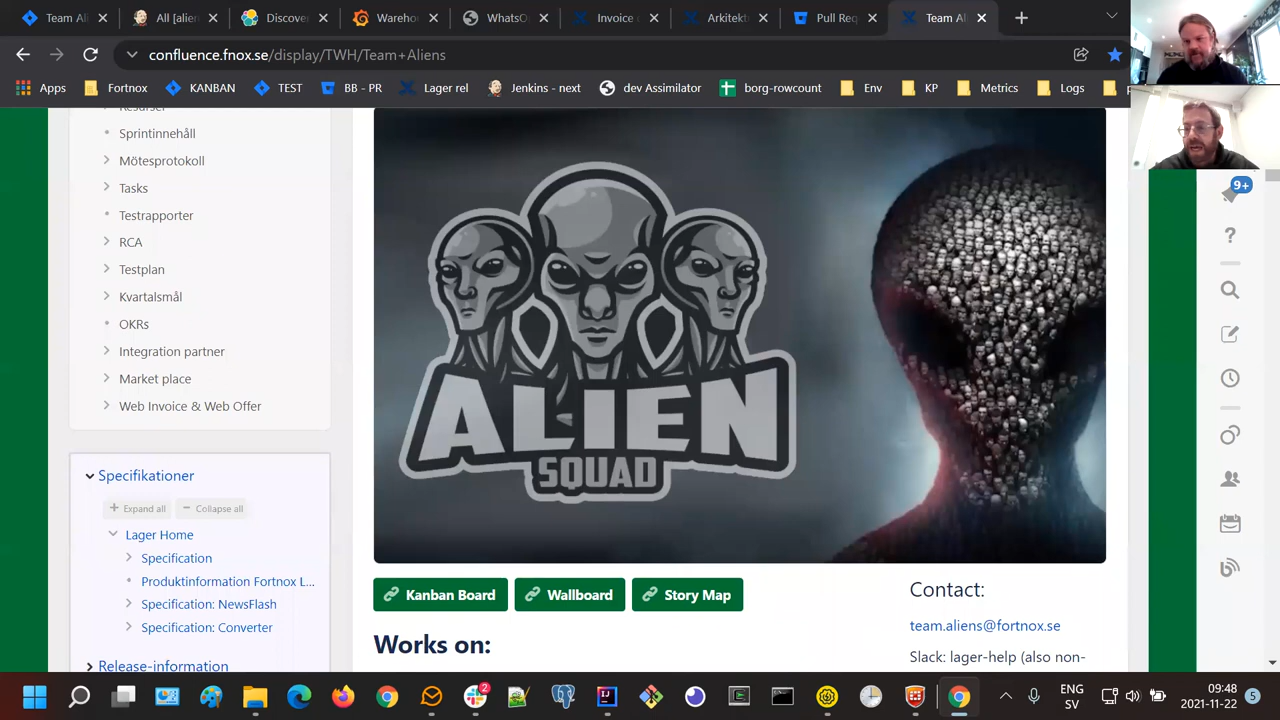 Team Al
All [alien
Discover
Warehou
WhatsO
Invoice
Arkitekt
Pull Req
Team Al
confluence.fnox.se/display/TWH/Team+Aliens
Apps
Fortnox
KANBAN
TEST
BB - PR
Lager rel
Jenkins - next
dev Assimilator
borg-rowcount
Env
KP
Metrics
Logs
Resurser
Sprintinnehåll
Mötesprotokoll
Tasks
Testrapporter
RCA
Testplan
Kvartalsmål
OKRs
Integration partner
Market place
Web Invoice & Web Offer
Specifikationer
Expand all
Collapse all
Lager Home
Specification
Produktinformation Fortnox L...
Specification: NewsFlash
Specification: Converter
Release-information
ALIEN
SQUAD
Kanban Board
Wallboard
Story Map
Works on:
Contact:
team.aliens@fortnox.se
Slack: lager-help (also non-
9+
2
ENG
SV
09:48
2021-11-22
5